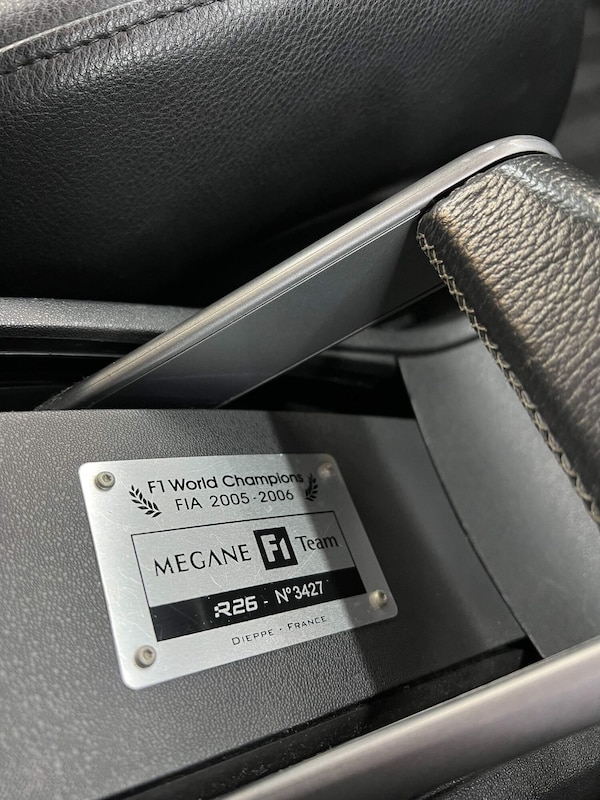 F1 World Champions
FIA 2005-2006
MEGANE F1 Team
R26 - N°3427
DIEPPE - FRANCE